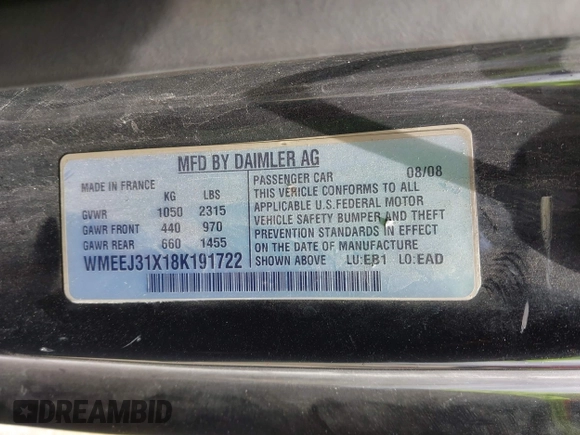 MFD BY DAIMLER AG
MADE IN FRANCE
KG LBS
GVWR 1050 2315
GAWR FRONT 440 970
GAWR REAR 660 1455
WMEEJ31X18K191722
PASSENGER CAR 08/08
THIS VEHICLE CONFORMS TO ALL
APPLICABLE U.S.FEDERAL MOTOR
VEHICLE SAFETY BUMPER AND THEFT
PREVENTION STANDARDS IN EFFECT
ON DATE OF MANUFACTURE
SHOWN ABOVE LU:EB1 LO:EAD
DREAMBID